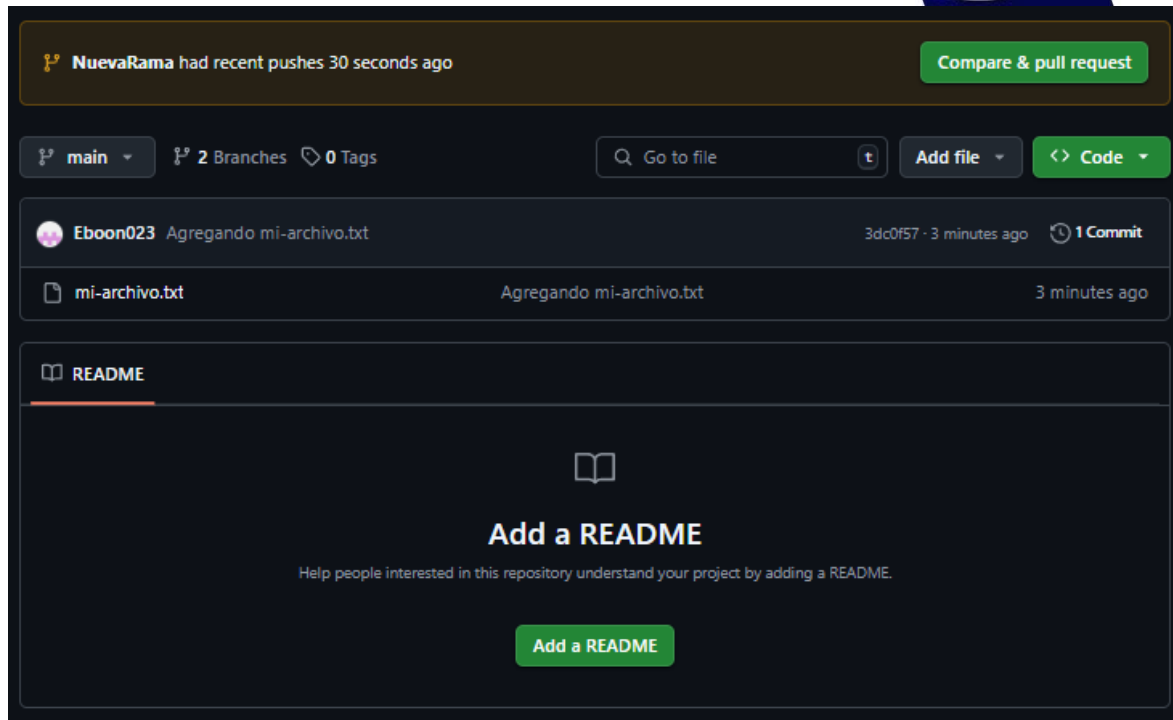 NuevaRama had recent pushes 30 seconds ago
Compare & pull request
main
2 Branches
0 Tags
Go to file
t
Add file
Code
Eboon023 Agregando mi-archivo.txt
3dc0f57 · 3 minutes ago
1 Commit
mi-archivo.txt
Agregando mi-archivo.txt
3 minutes ago
README
Add a README
Help people interested in this repository understand your project by adding a README.
Add a README